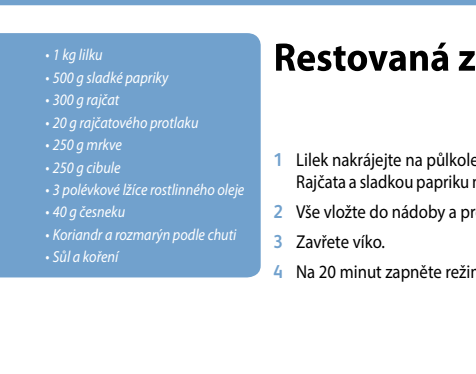 • 1 kg lilku
• 500 g sladké papriky
• 300 g rajčat
• 20 g rajčatového protlaku
• 250 g mrkve
• 250 g cibule
• 3 polévkové lžíce rostlinného oleje
• 40 g česneku
• Koriandr a rozmarýn podle chuti
• Sůl a koření
Restovaná z
1 Lilek nakrájejte na půlkole
Rajčata a sladkou papriku
2 Vše vložte do nádoby a
3 Zavřete víko.
4 Na 20 minut zapněte